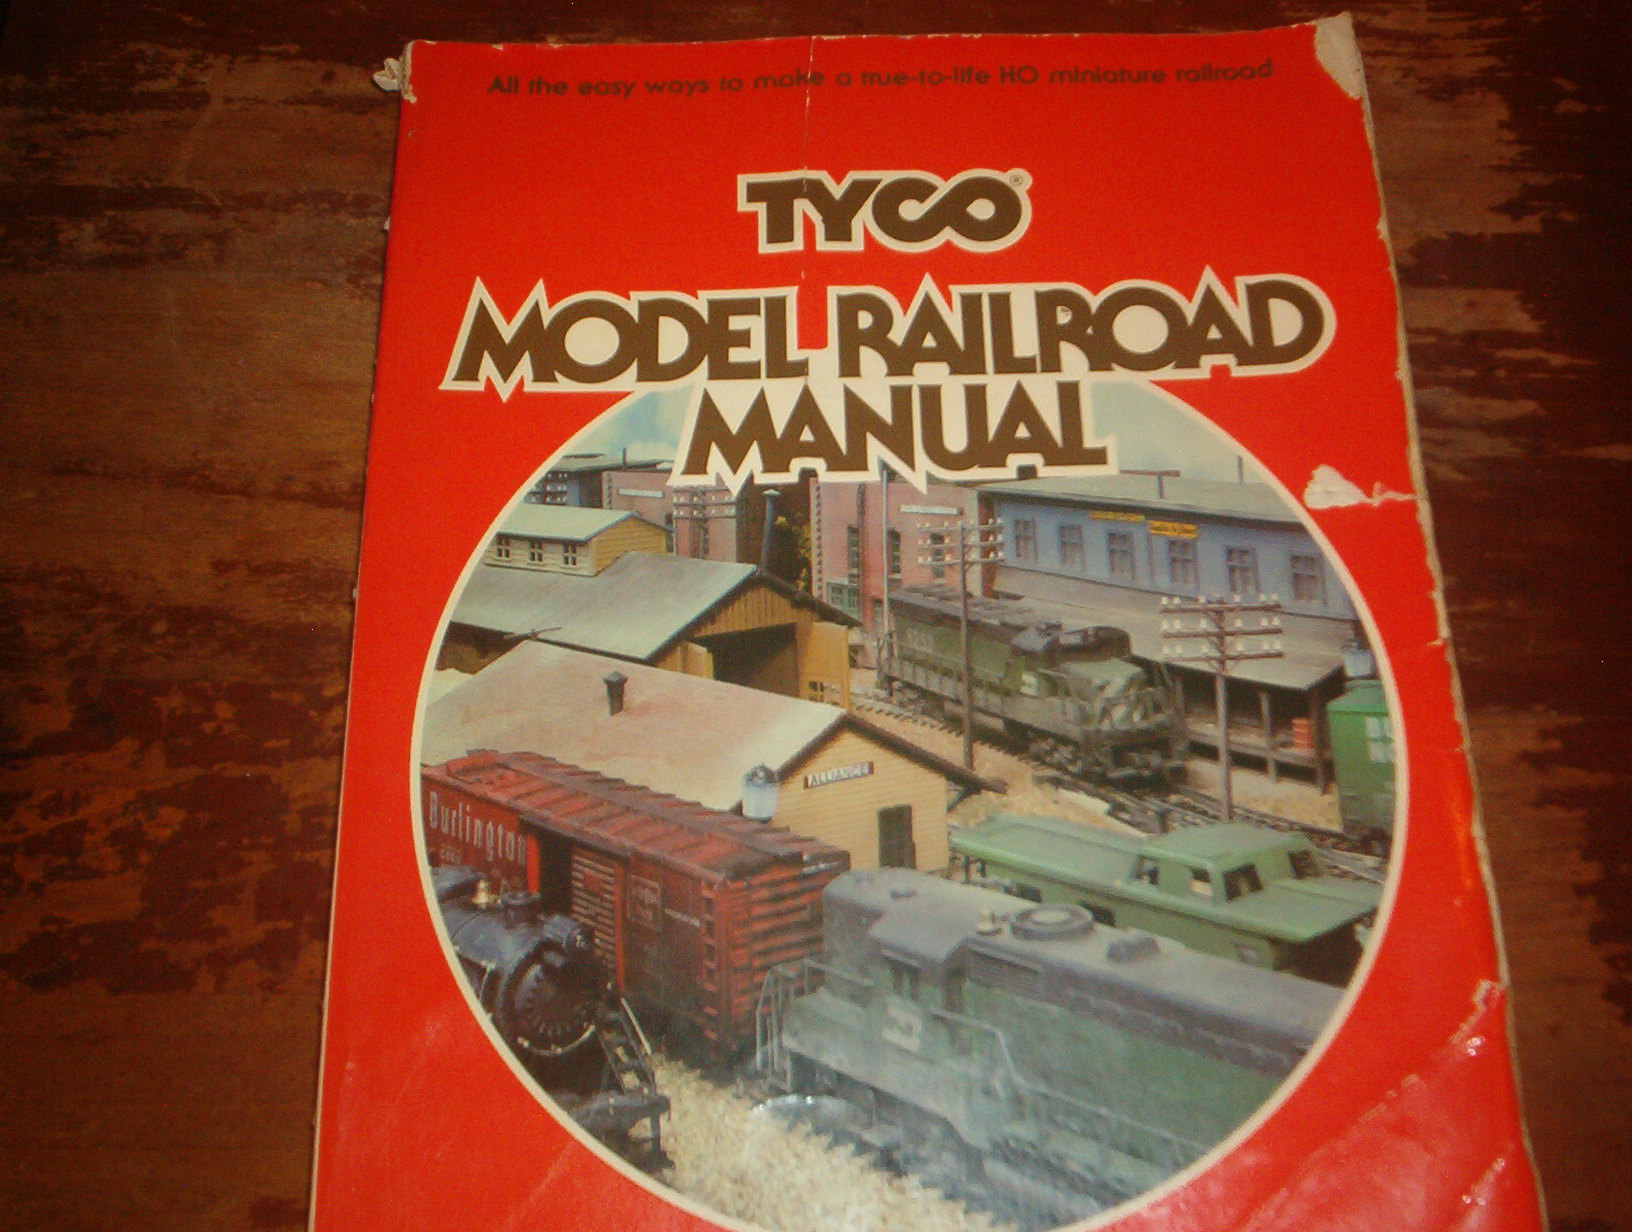 All the easy ways to make a true-to-life HO miniature railroad
TYCO®
MODEL RAILROAD
MANUAL
ALLIANCE
Burlington